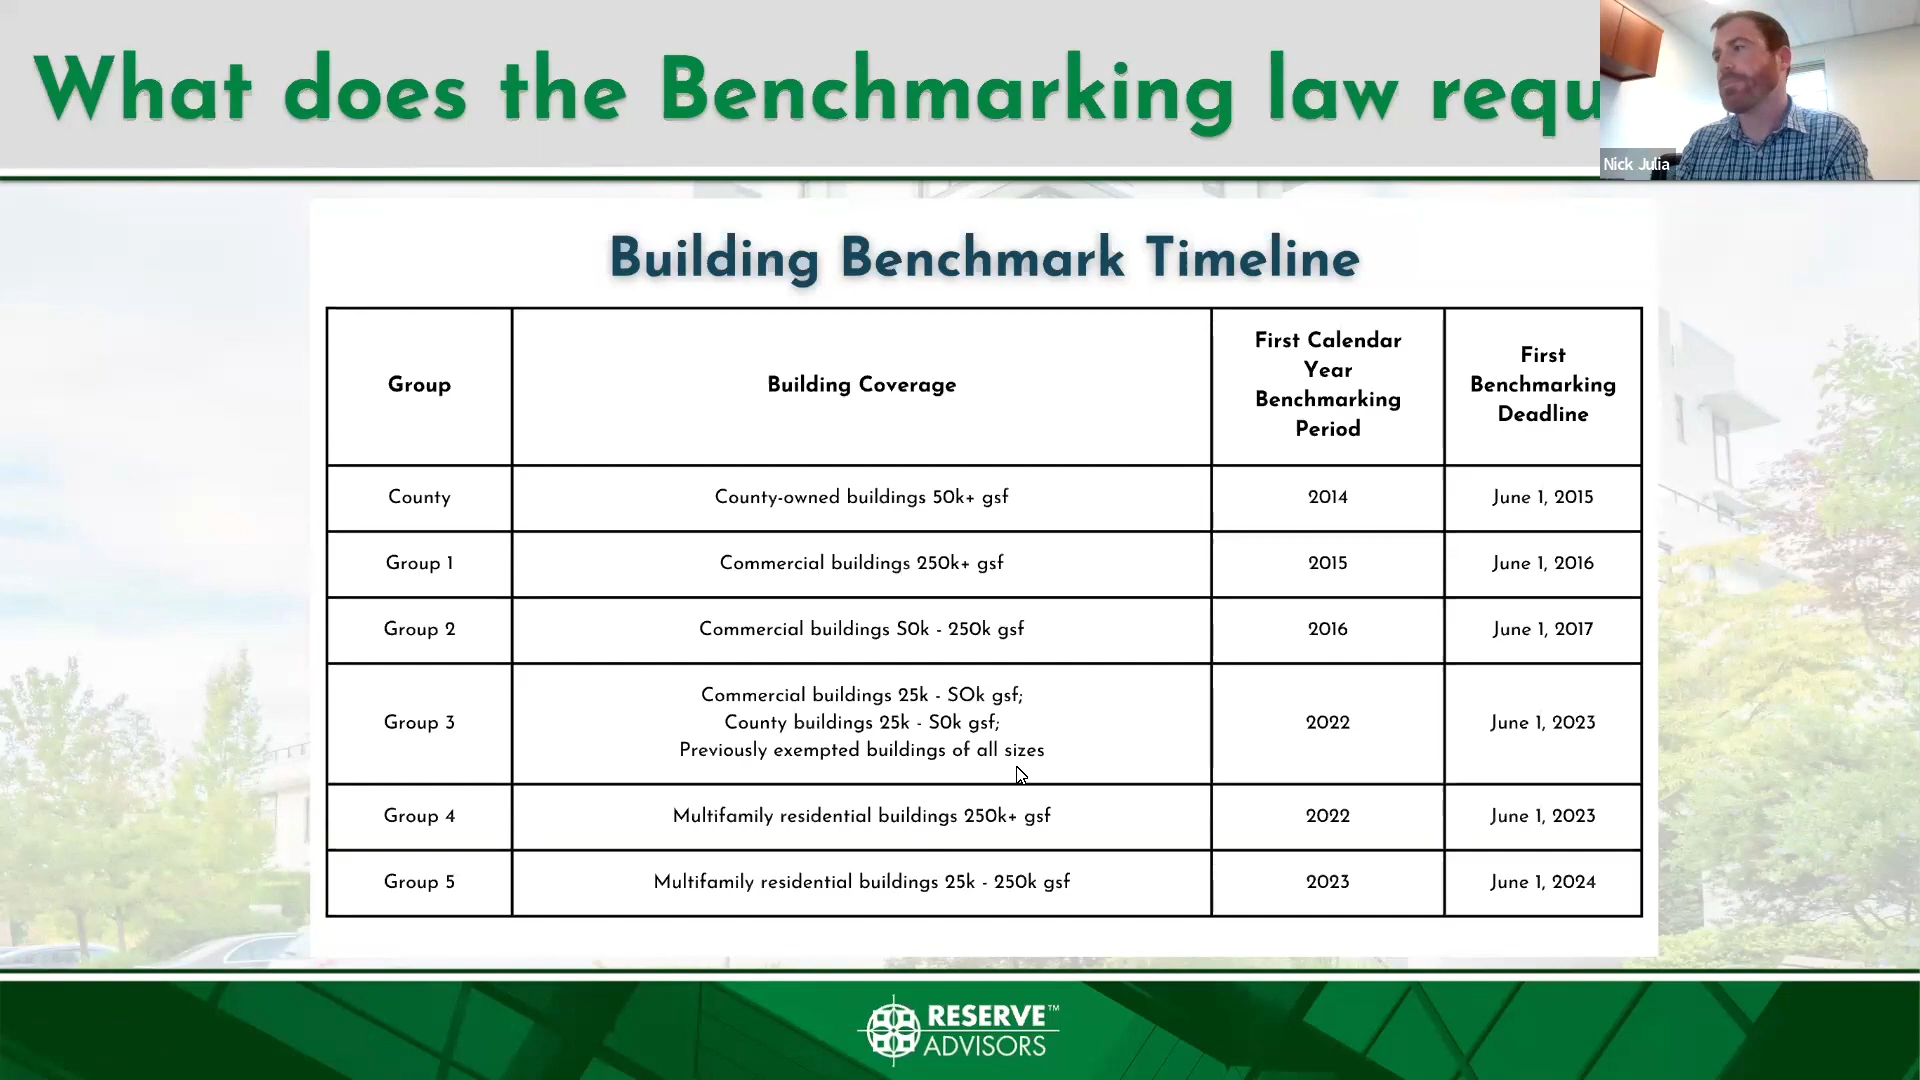 What does the Benchmarking law requ
Nick Julia
Building Benchmark Timeline
Group
Building Coverage
First Calendar
Year
Benchmarking
Period
First
Benchmarking
Deadline
County
County-owned buildings 50k+ gsf
2014
June 1, 2015
Group 1
Commercial buildings 250k+ gsf
2015
June 1, 2016
Group 2
Commercial buildings S0k - 250k gsf
2016
June 1, 2017
Group 3
Commercial buildings 25k - SOk gsf;
County buildings 25k - S0k gsf;
Previously exempted buildings of all sizes
2022
June 1, 2023
Group 4
Multifamily residential buildings 250k+ gsf
2022
June 1, 2023
Group 5
Multifamily residential buildings 25k - 250k gsf
2023
June 1, 2024
RESERVE™
ADVISORS